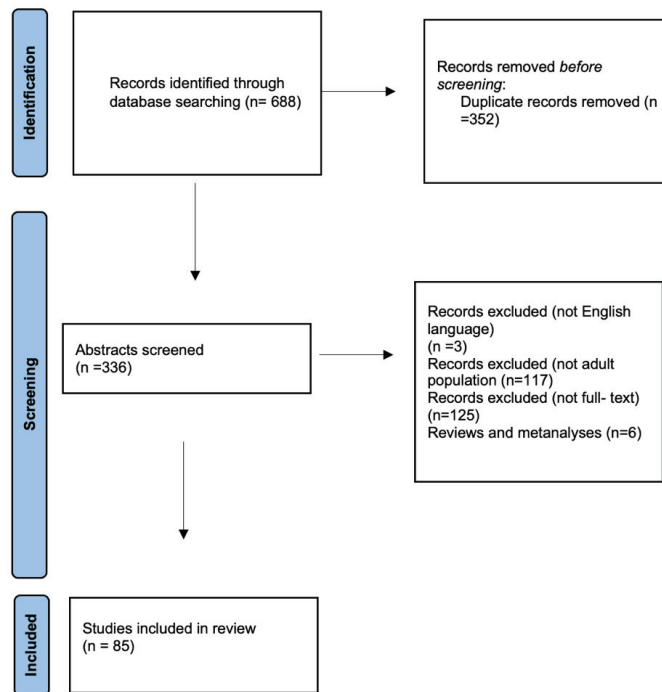 Identification
Records identified through
database searching (n= 688)
Records removed before
screening:
Duplicate records removed (n
=352)
Screening
Abstracts screened
(n =336)
Records excluded (not English
language)
(n =3)
Records excluded (not adult
population (n=117)
Records excluded (not full- text)
(n=125)
Reviews and metanalyses (n=6)
Included
Studies included in review
(n = 85)